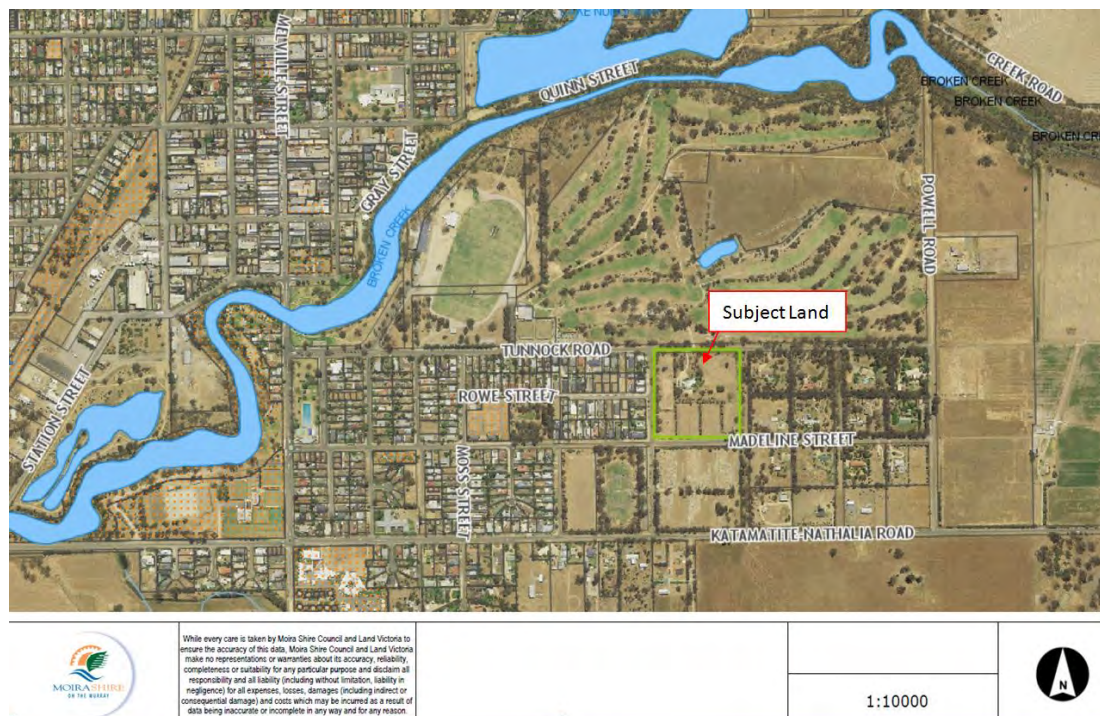 MELVILLE STREET
QUINN STREET
CREEK ROAD
BROKEN CREEK
BROKEN CREEK
BROKEN CRE
GRAY STREET
POWELL ROAD
BROKEN CREEK
Subject Land
TUNNOCK ROAD
ROWE STREET
STATION STREET
MADELINE STREET
MOSS STREET
KATAMATITE-NATHALIA ROAD
MOIRA SHIRE
ON THE MURRAY
While every care is taken by Moira Shire Council and Land Victoria to
ensure the accuracy of this data, Moira Shire Council and Land Victoria
make no representations or warranties about its accuracy, reliability,
completeness or suitability for any particular purpose and disclaim all
responsibility and all liability (including without limitation, liability in
negligence) for all expenses, losses, damages (including indirect or
consequential damage) and costs which may be incurred as a result of
data being inaccurate or incomplete in any way and for any reason.
1:10000
N